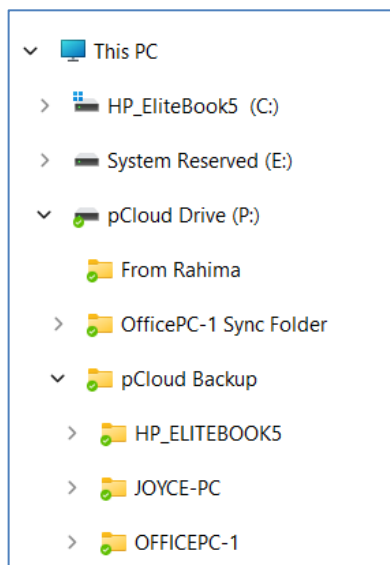 This PC
HP_EliteBook5 (C:)
System Reserved (E:)
pCloud Drive (P:)
From Rahima
OfficePC-1 Sync Folder
pCloud Backup
HP_ELITEBOOK5
JOYCE-PC
OFFICEPC-1